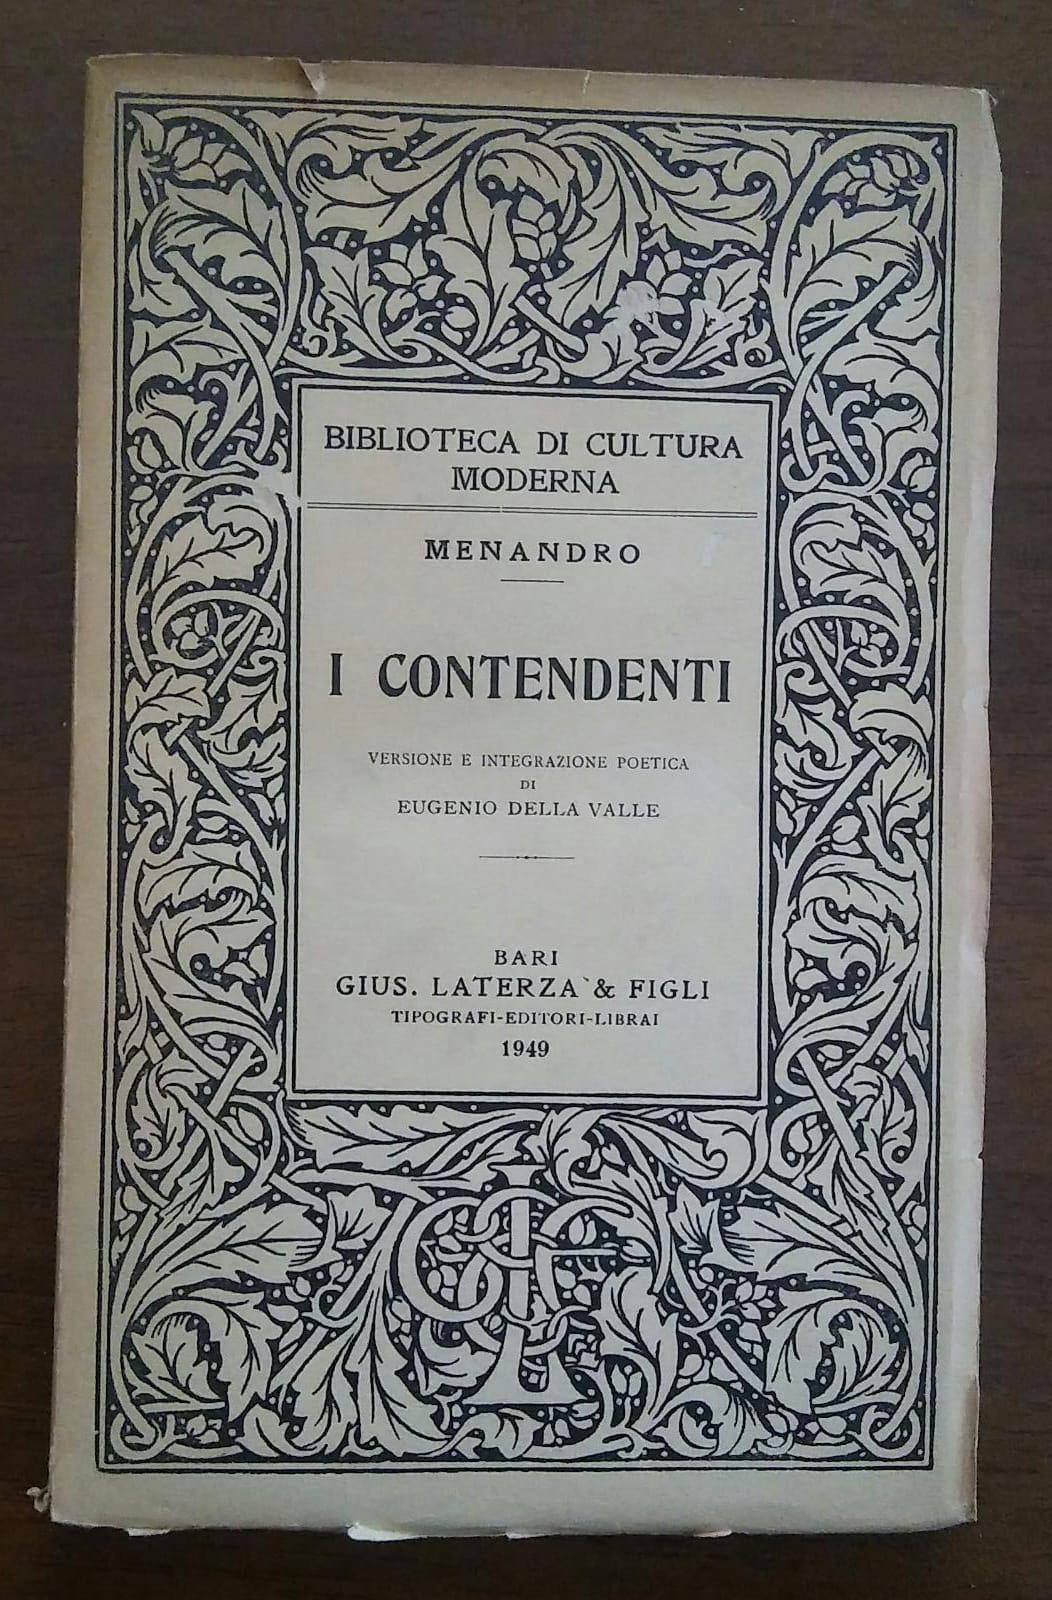 BIBLIOTECA DI CULTURA
MODERNA
MENANDRO
I CONTENDENTI
VERSIONE E INTEGRAZIONE POETICA
DI
EUGENIO DELLA VALLE
BARI
GIUS. LATERZA & FIGLI
TIPOGRAFI-EDITORI-LIBRAI
1949